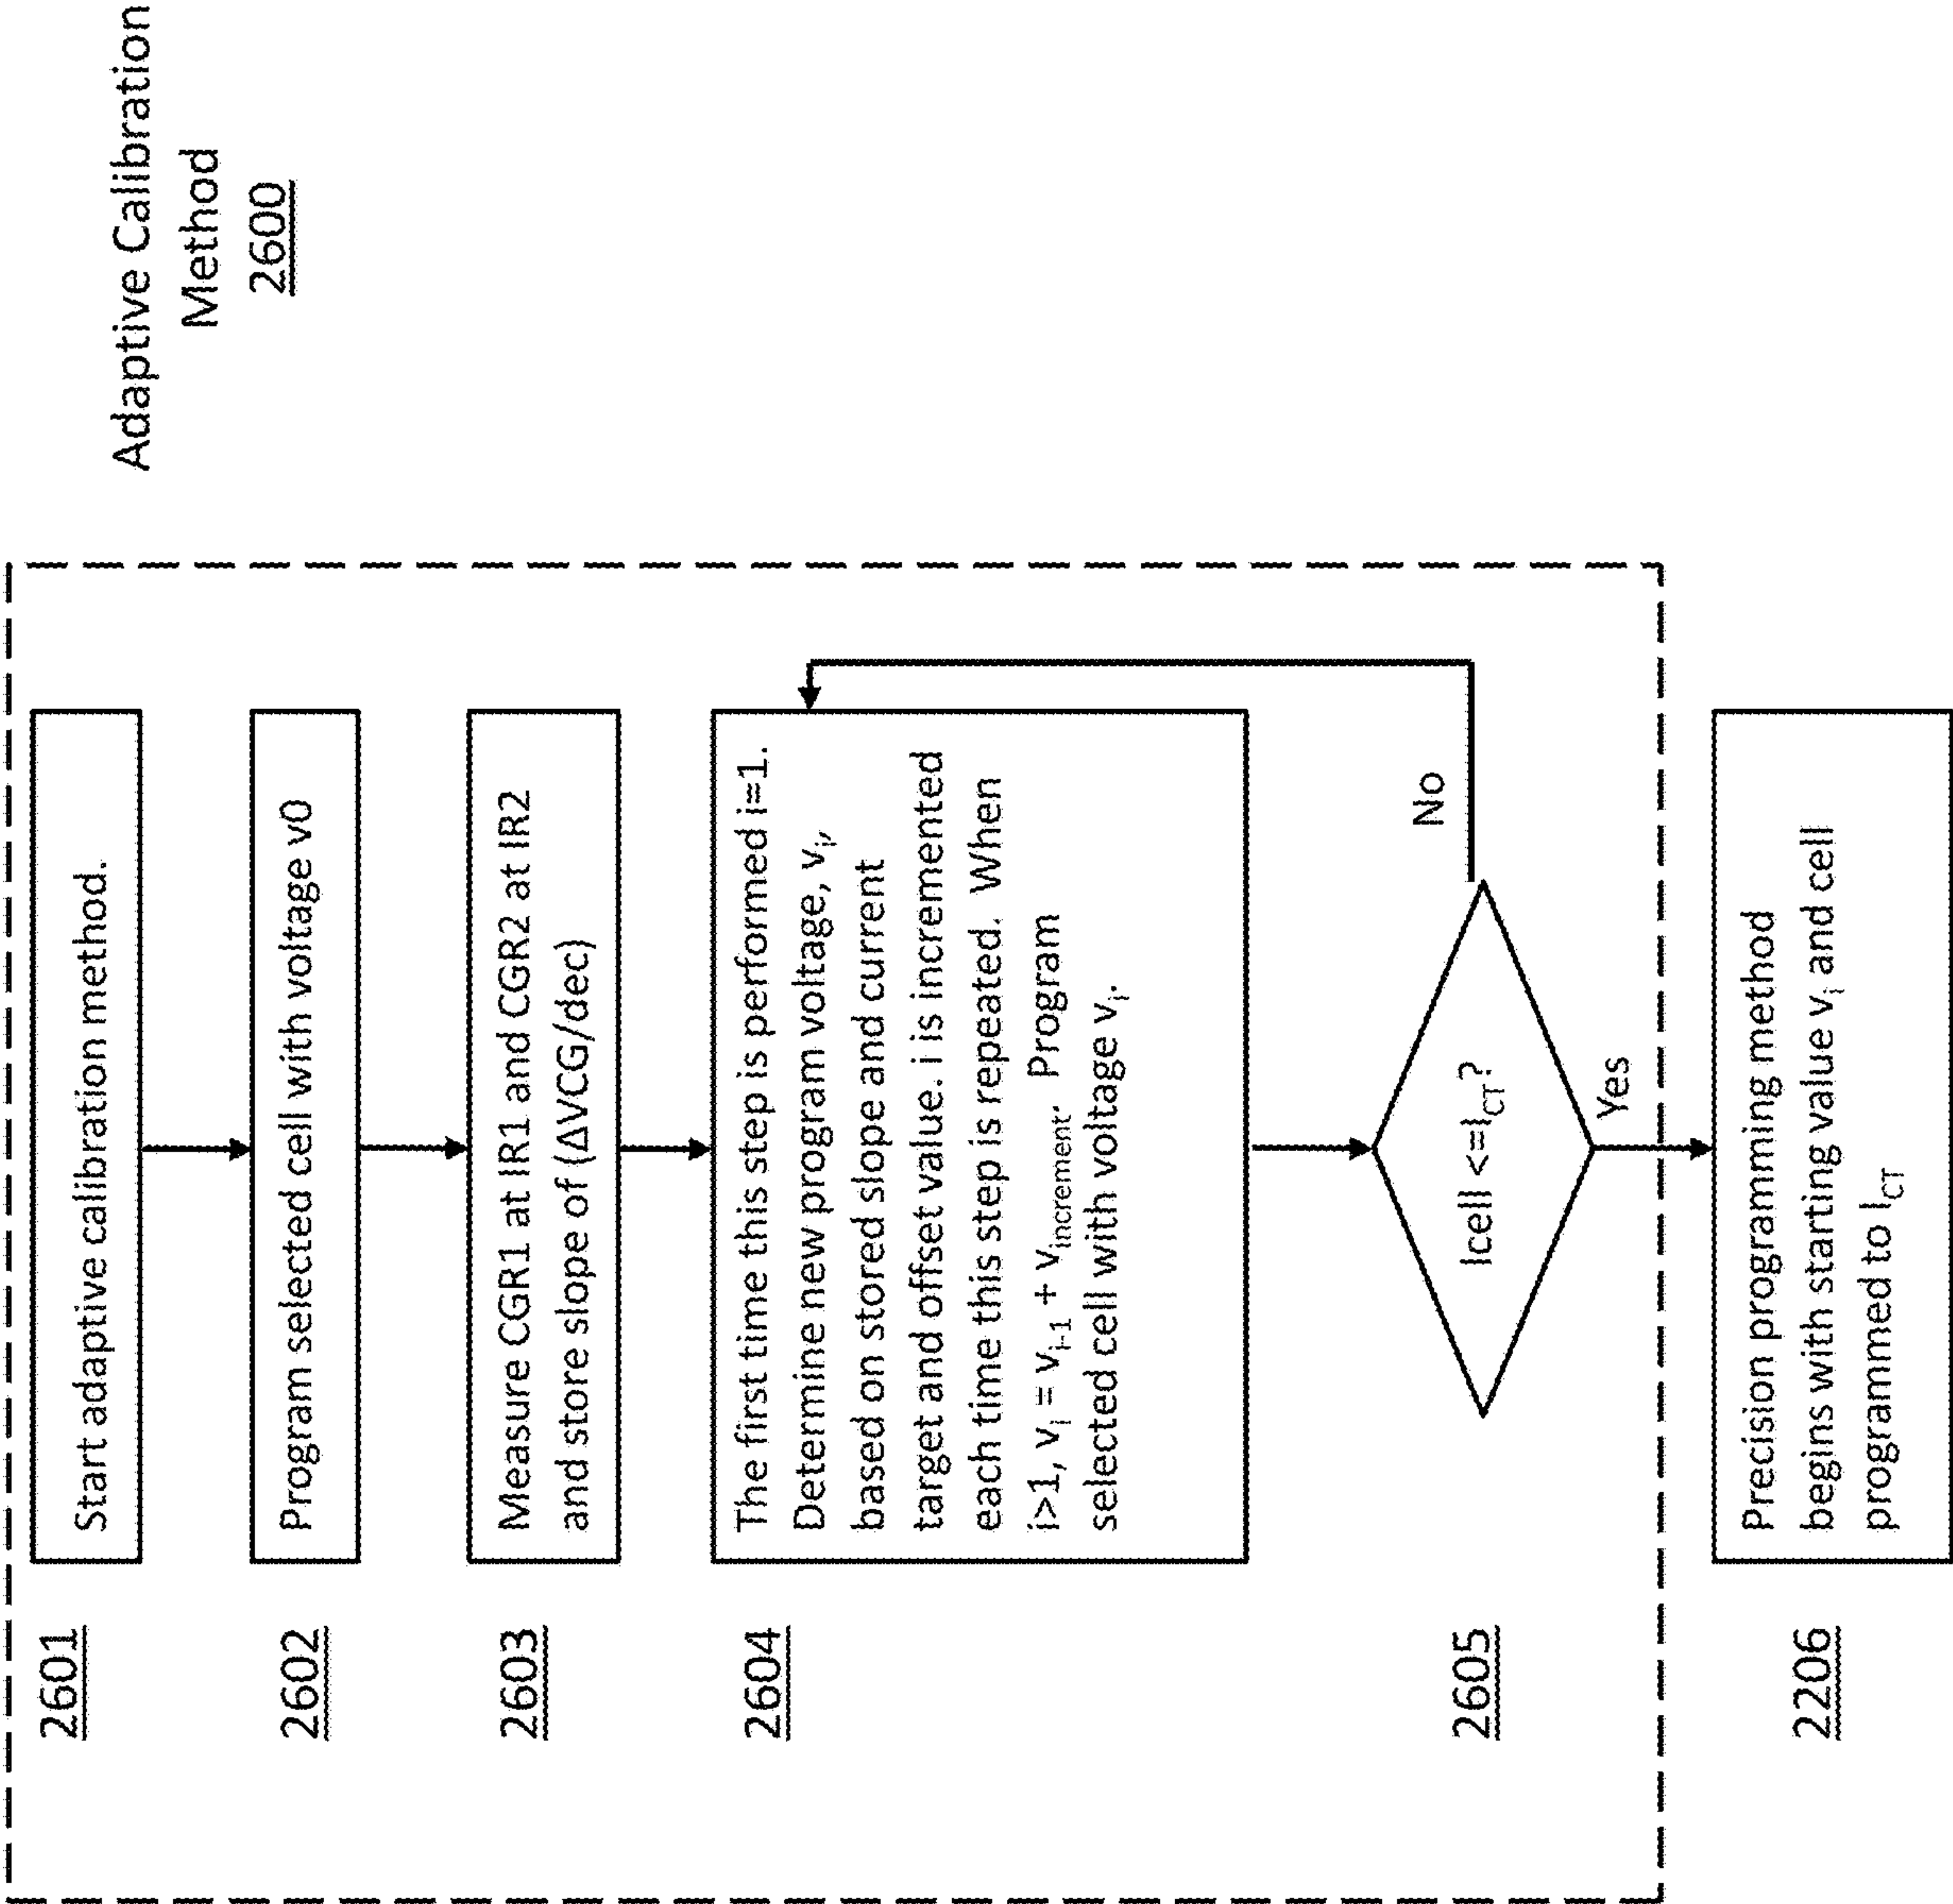 Adaptive Calibration
Method
2600
2601
Start adaptive calibration method.
2602
Program selected cell with voltage v0
2603
Measure CGR1 at IR1 and CGR2 at IR2
and store slope of (ΔVCG/dec)
2604
The first time this step is performed i=1.
Determine new program voltage, vi,
based on stored slope and current
target and offset value. i is incremented
each time this step is repeated. When
i>1, vi = vi-1 + vincrement. Program
selected cell with voltage vi.
2605
Icell <=ICT?
No
Yes
2206
Precision programming method
begins with starting value vi and cell
programmed to ICT